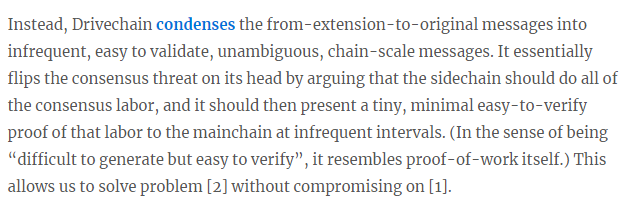 Instead, Drivechain condenses the from-extension-to-original messages into
infrequent, easy to validate, unambiguous, chain-scale messages. It essentially
flips the consensus threat on its head by arguing that the sidechain should do all of
the consensus labor, and it should then present a tiny, minimal easy-to-verify
proof of that labor to the mainchain at infrequent intervals. (In the sense of being
“difficult to generate but easy to verify”, it resembles proof-of-work itself.) This
allows us to solve problem [2] without compromising on [1].